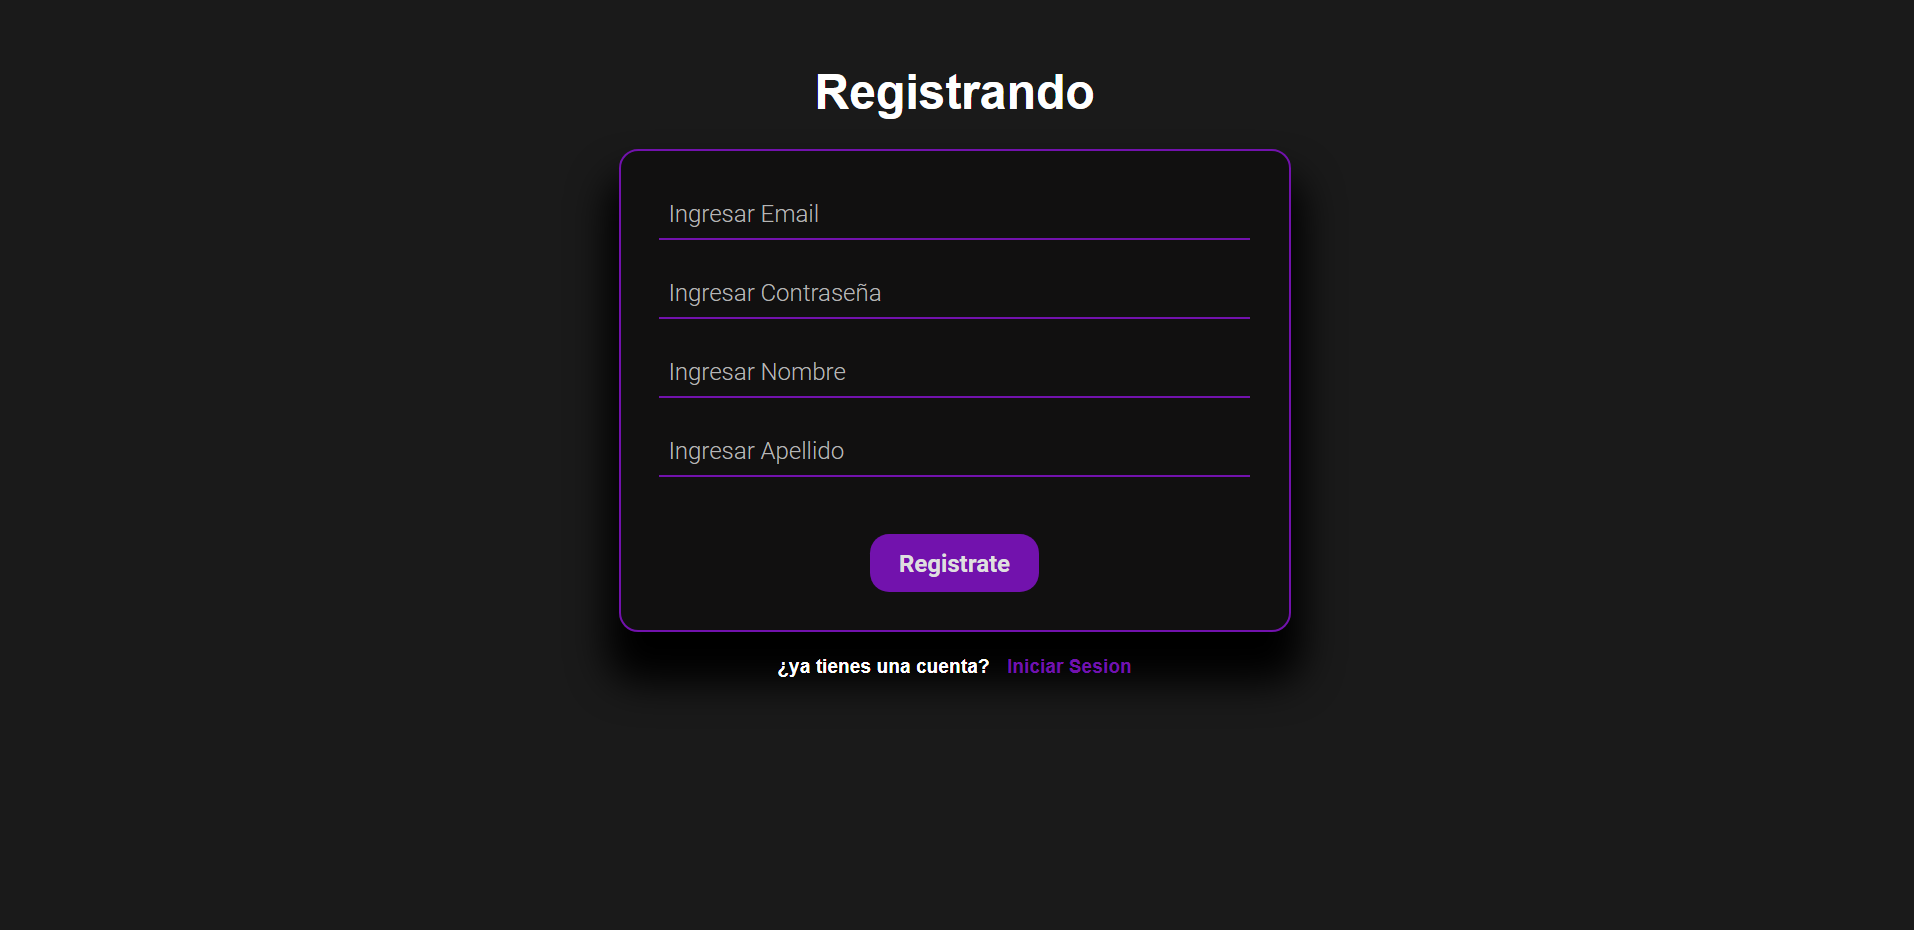 Registrando
Ingresar Email
Ingresar Contraseña
Ingresar Nombre
Ingresar Apellido
Registrate
¿ya tienes una cuenta? Iniciar Sesion